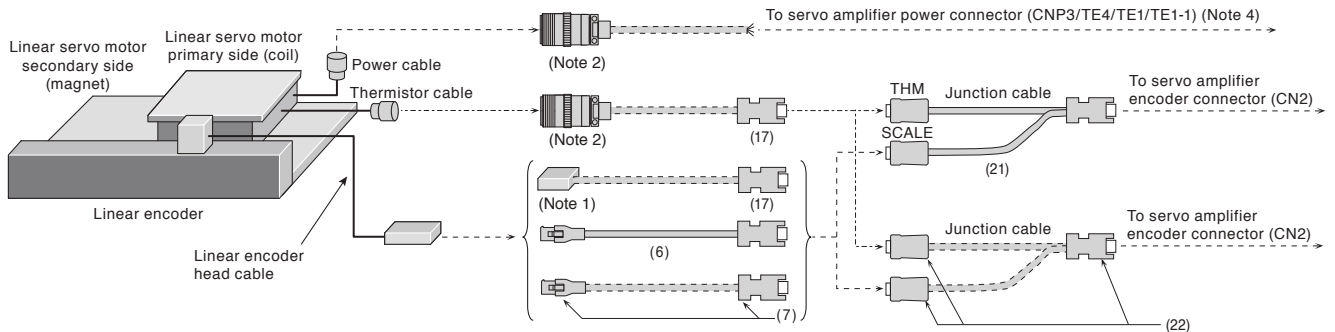 To servo amplifier power connector (CNP3/TE4/TE1/TE1-1) (Note 4)
Linear servo motor
primary side (coil)
Linear servo motor
secondary side
(magnet)
Power cable
(Note 2)
Thermistor cable
(Note 2)
(17)
THM
Junction cable
To servo amplifier
encoder connector (CN2)
SCALE
(21)
Linear encoder
(Note 1)
(17)
Linear encoder
head cable
(6)
(7)
Junction cable
To servo amplifier
encoder connector (CN2)
(22)